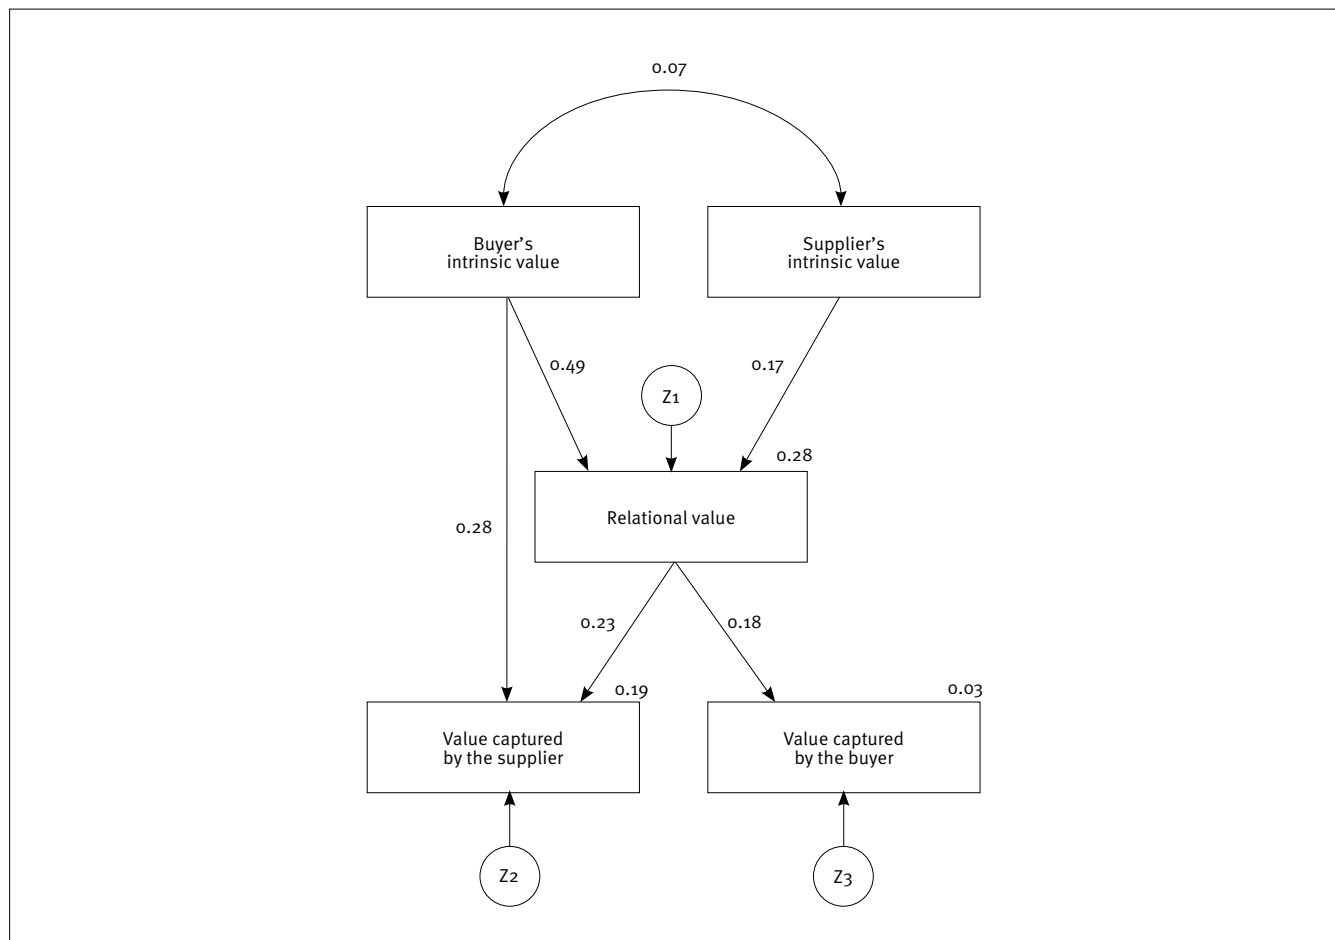 0.07
Buyer’s
intrinsic value
Supplier’s
intrinsic value
0.49
0.17
Z1
0.28
Relational value
0.28
0.23
0.18
0.19
0.03
Value captured
by the supplier
Value captured
by the buyer
Z2
Z3